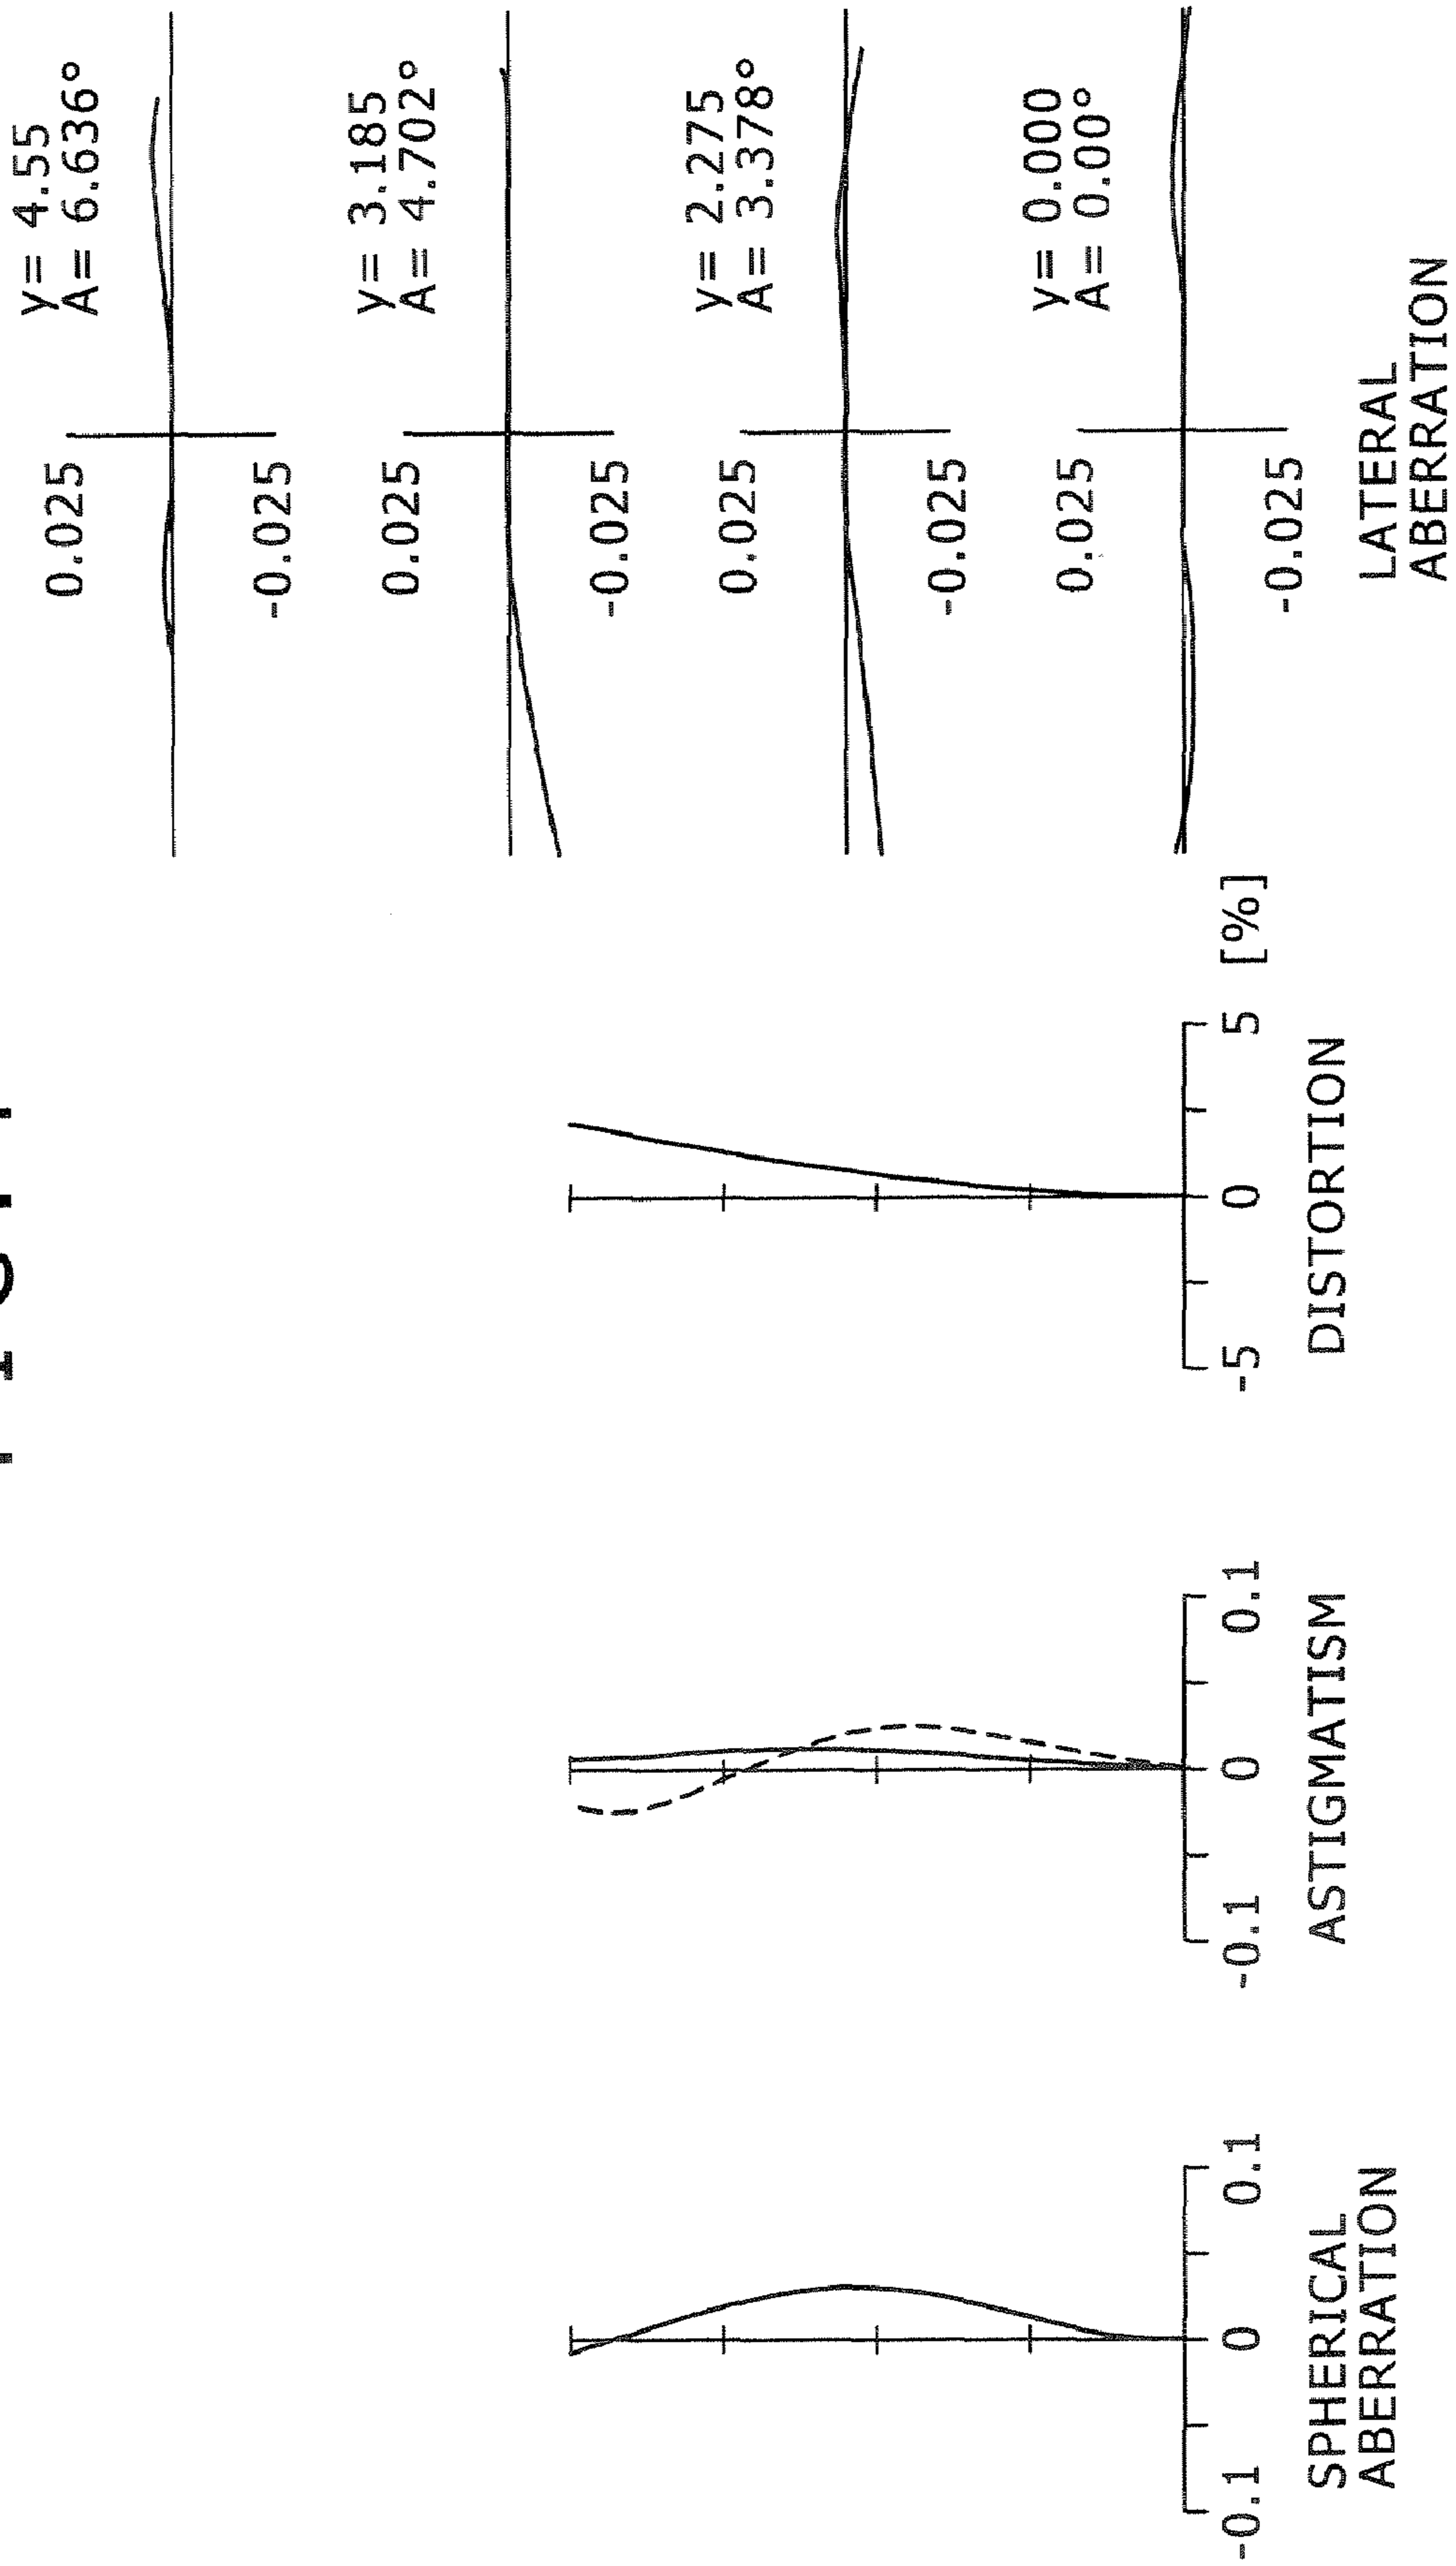 -0.1 0 0.1
SPHERICAL
ABERRATION
-0.1 0 0.1
ASTIGMATISM
-5 0 5 [%]
DISTORTION
y= 4.55
A= 6.636°
0.025
-0.025
y= 3.185
A= 4.702°
0.025
-0.025
y= 2.275
A= 3.378°
0.025
-0.025
y= 0.000
A= 0.00°
0.025
-0.025
LATERAL
ABERRATION